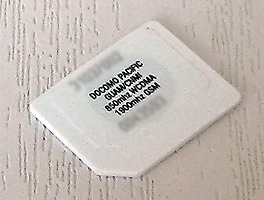 DOCOMO PACIFIC
GUAM/CNMI
850mhz WCDMA
1900mhz GSM